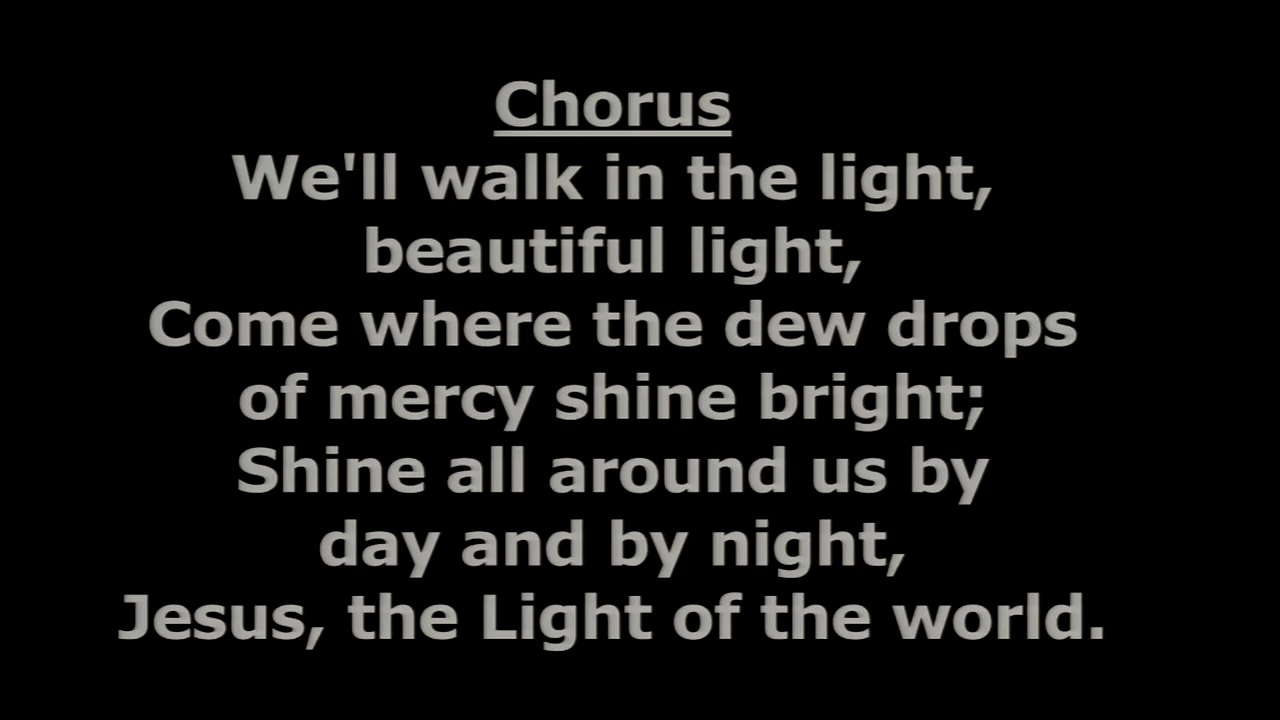 Chorus
We'll walk in the light,
beautiful light,
Come where the dew drops
of mercy shine bright;
Shine all around us by
day and by night,
Jesus, the Light of the world.